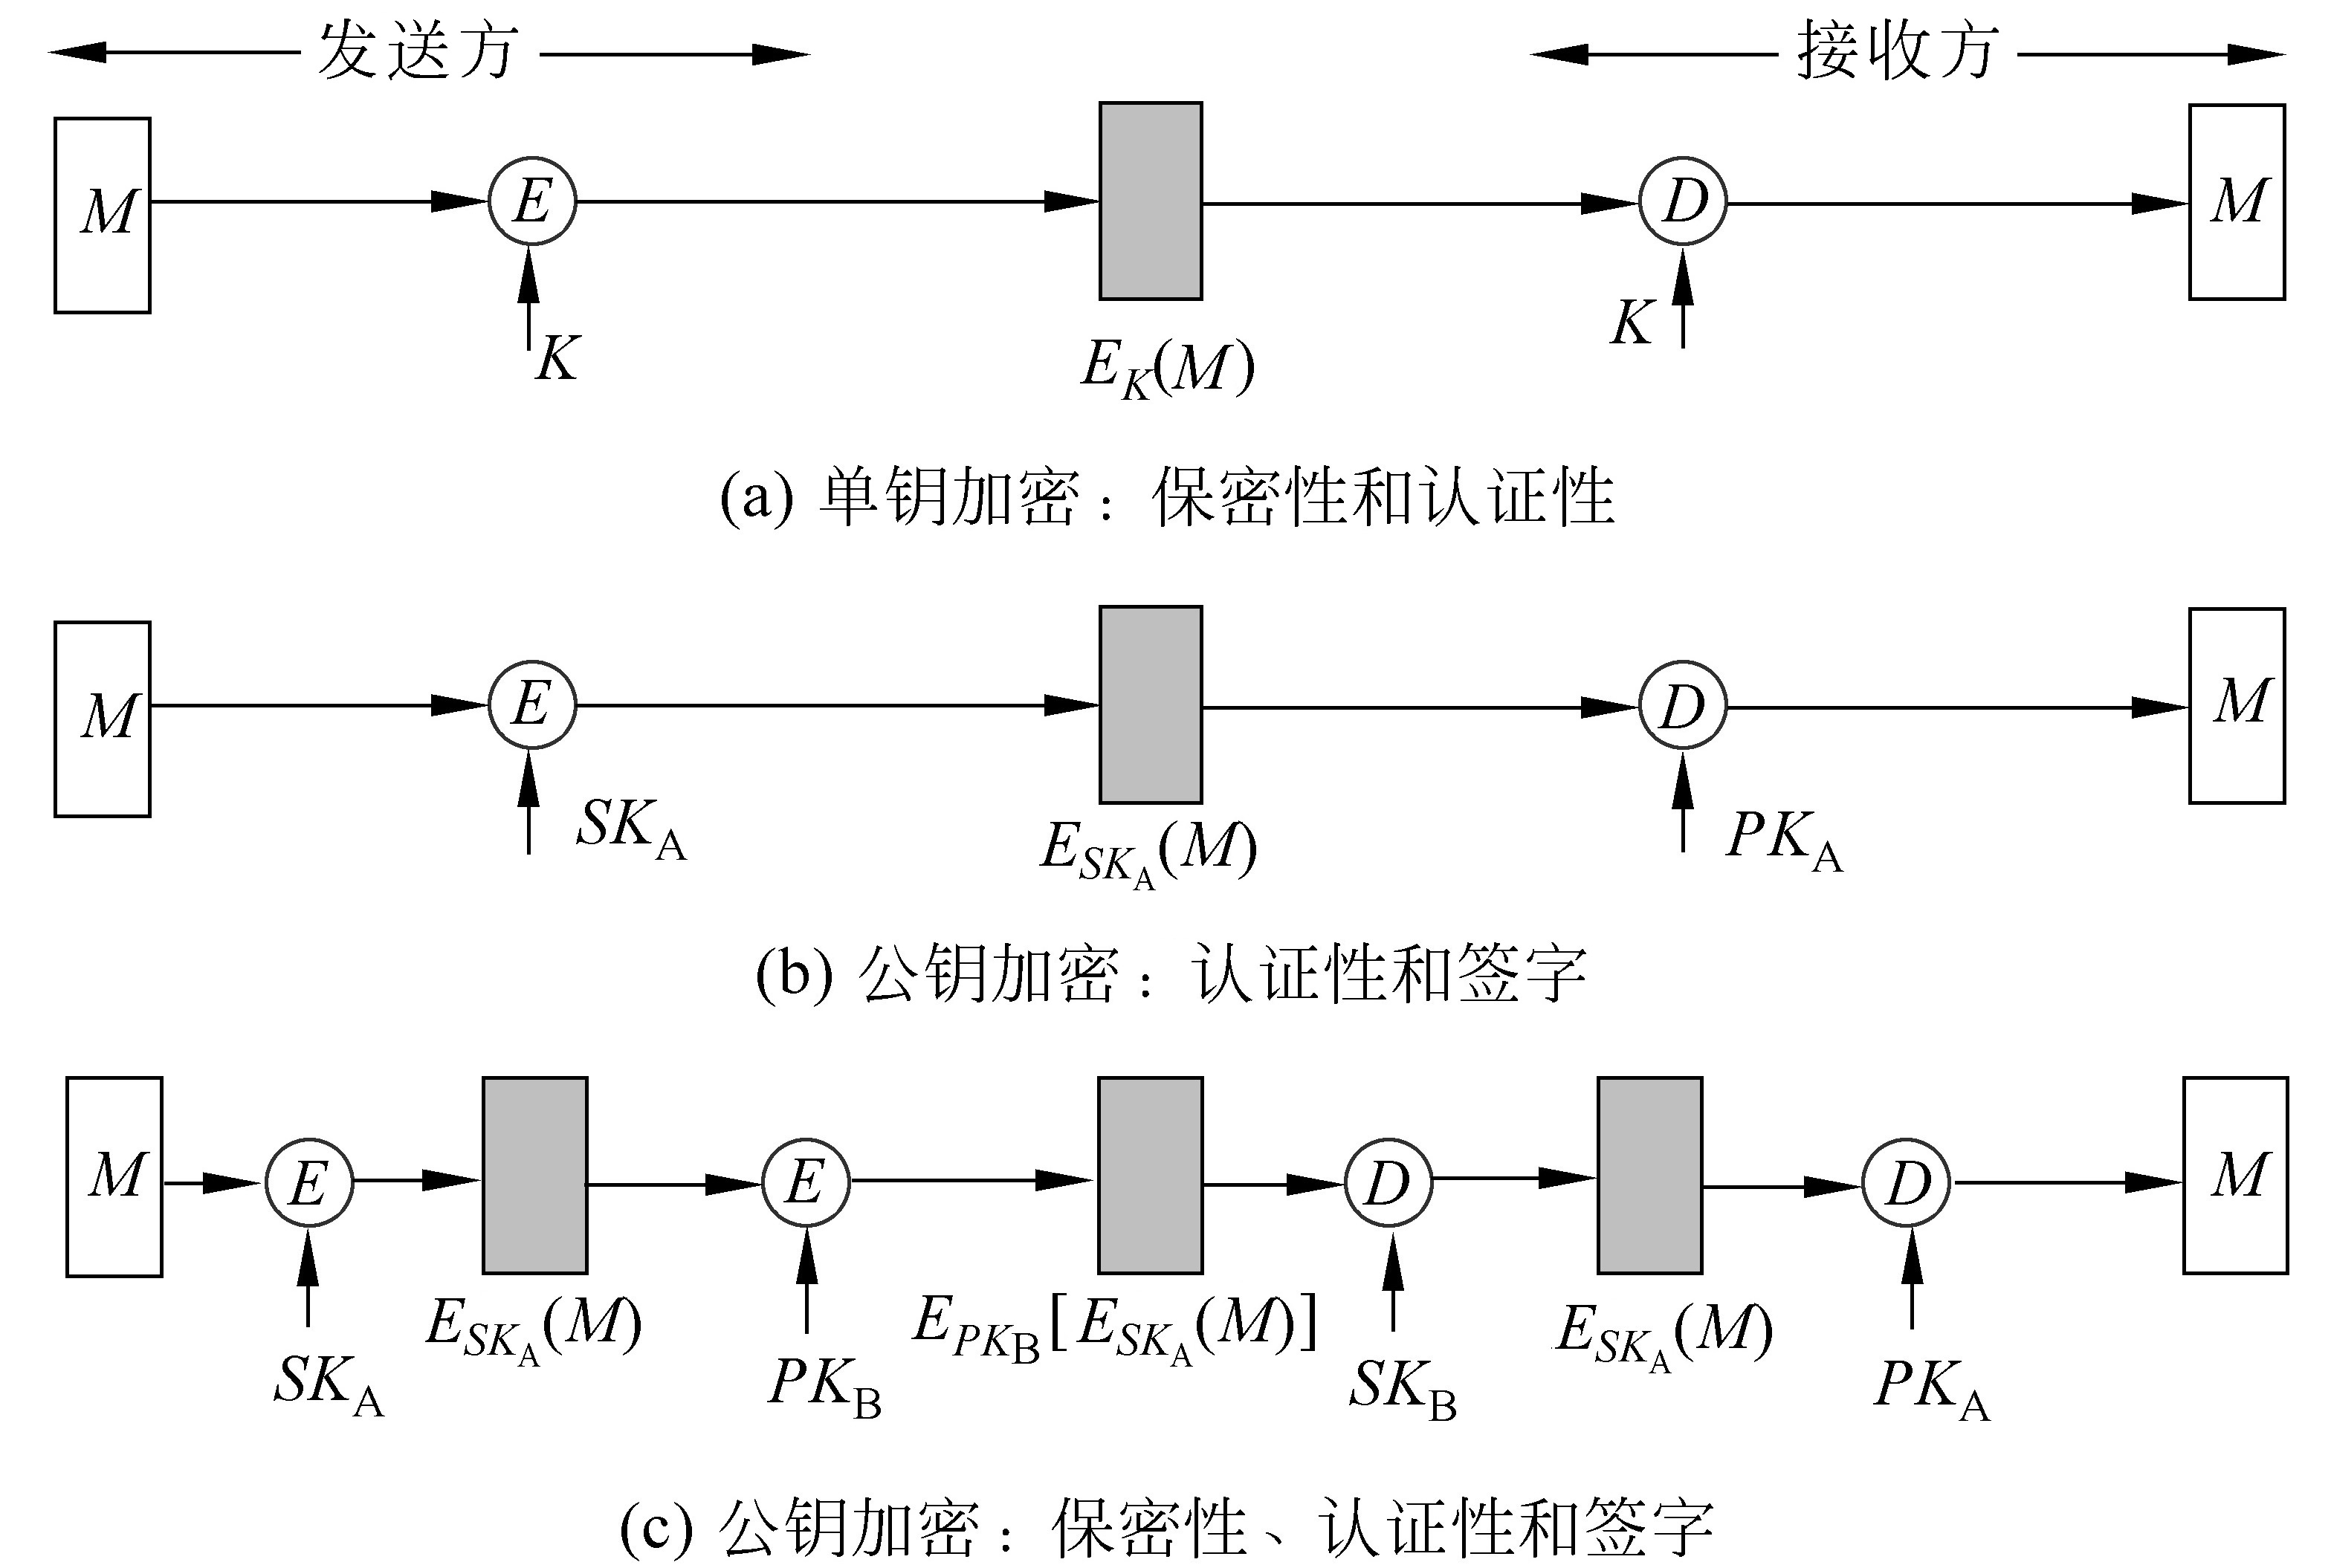 发送方 接收方
M E D M
K E_K(M) K
(a) 单钥加密：保密性和认证性
M E D M
SK_A E_{SK_A}(M) PK_A
(b) 公钥加密：认证性和签字
M E E D D M
E_{SK_A}(M) E_{PK_B}[E_{SK_A}(M)] E_{SK_A}(M)
SK_A PK_B SK_B PK_A
(c) 公钥加密：保密性、认证性和签字